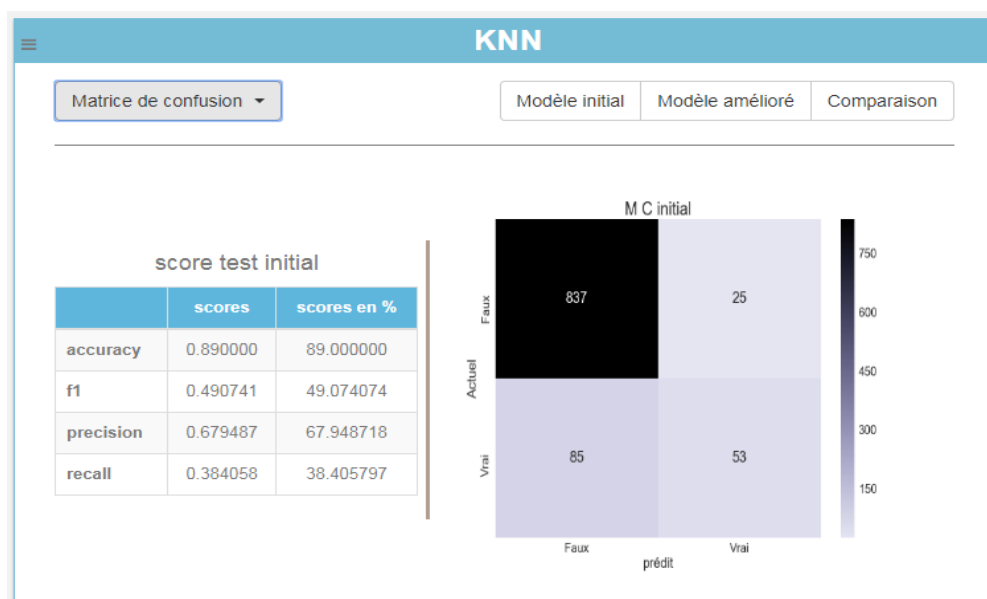 KNN
Matrice de confusion
Modèle initial Modèle amélioré Comparaison
score test initial
scores scores en %
accuracy 0.890000 89.000000
f1 0.490741 49.074074
precision 0.679487 67.948718
recall 0.384058 38.405797
M C initial
Actuel
Faux
837 25
Vrai
85 53
Faux Vrai
prédit
750
600
450
300
150